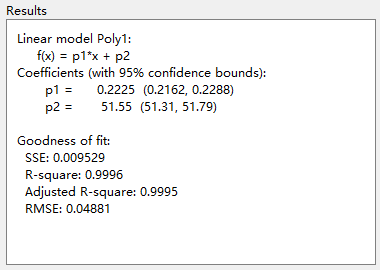 Results
Linear model Poly1:
f(x) = p1*x + p2
Coefficients (with 95% confidence bounds):
p1 = 0.2225 (0.2162, 0.2288)
p2 = 51.55 (51.31, 51.79)
Goodness of fit:
SSE: 0.009529
R-square: 0.9996
Adjusted R-square: 0.9995
RMSE: 0.04881